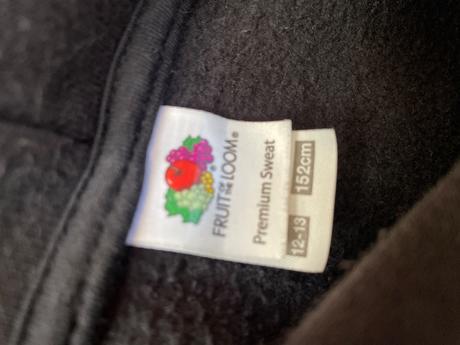 FRUIT OF THE LOOM®
Premium Sweat
12-13 152cm